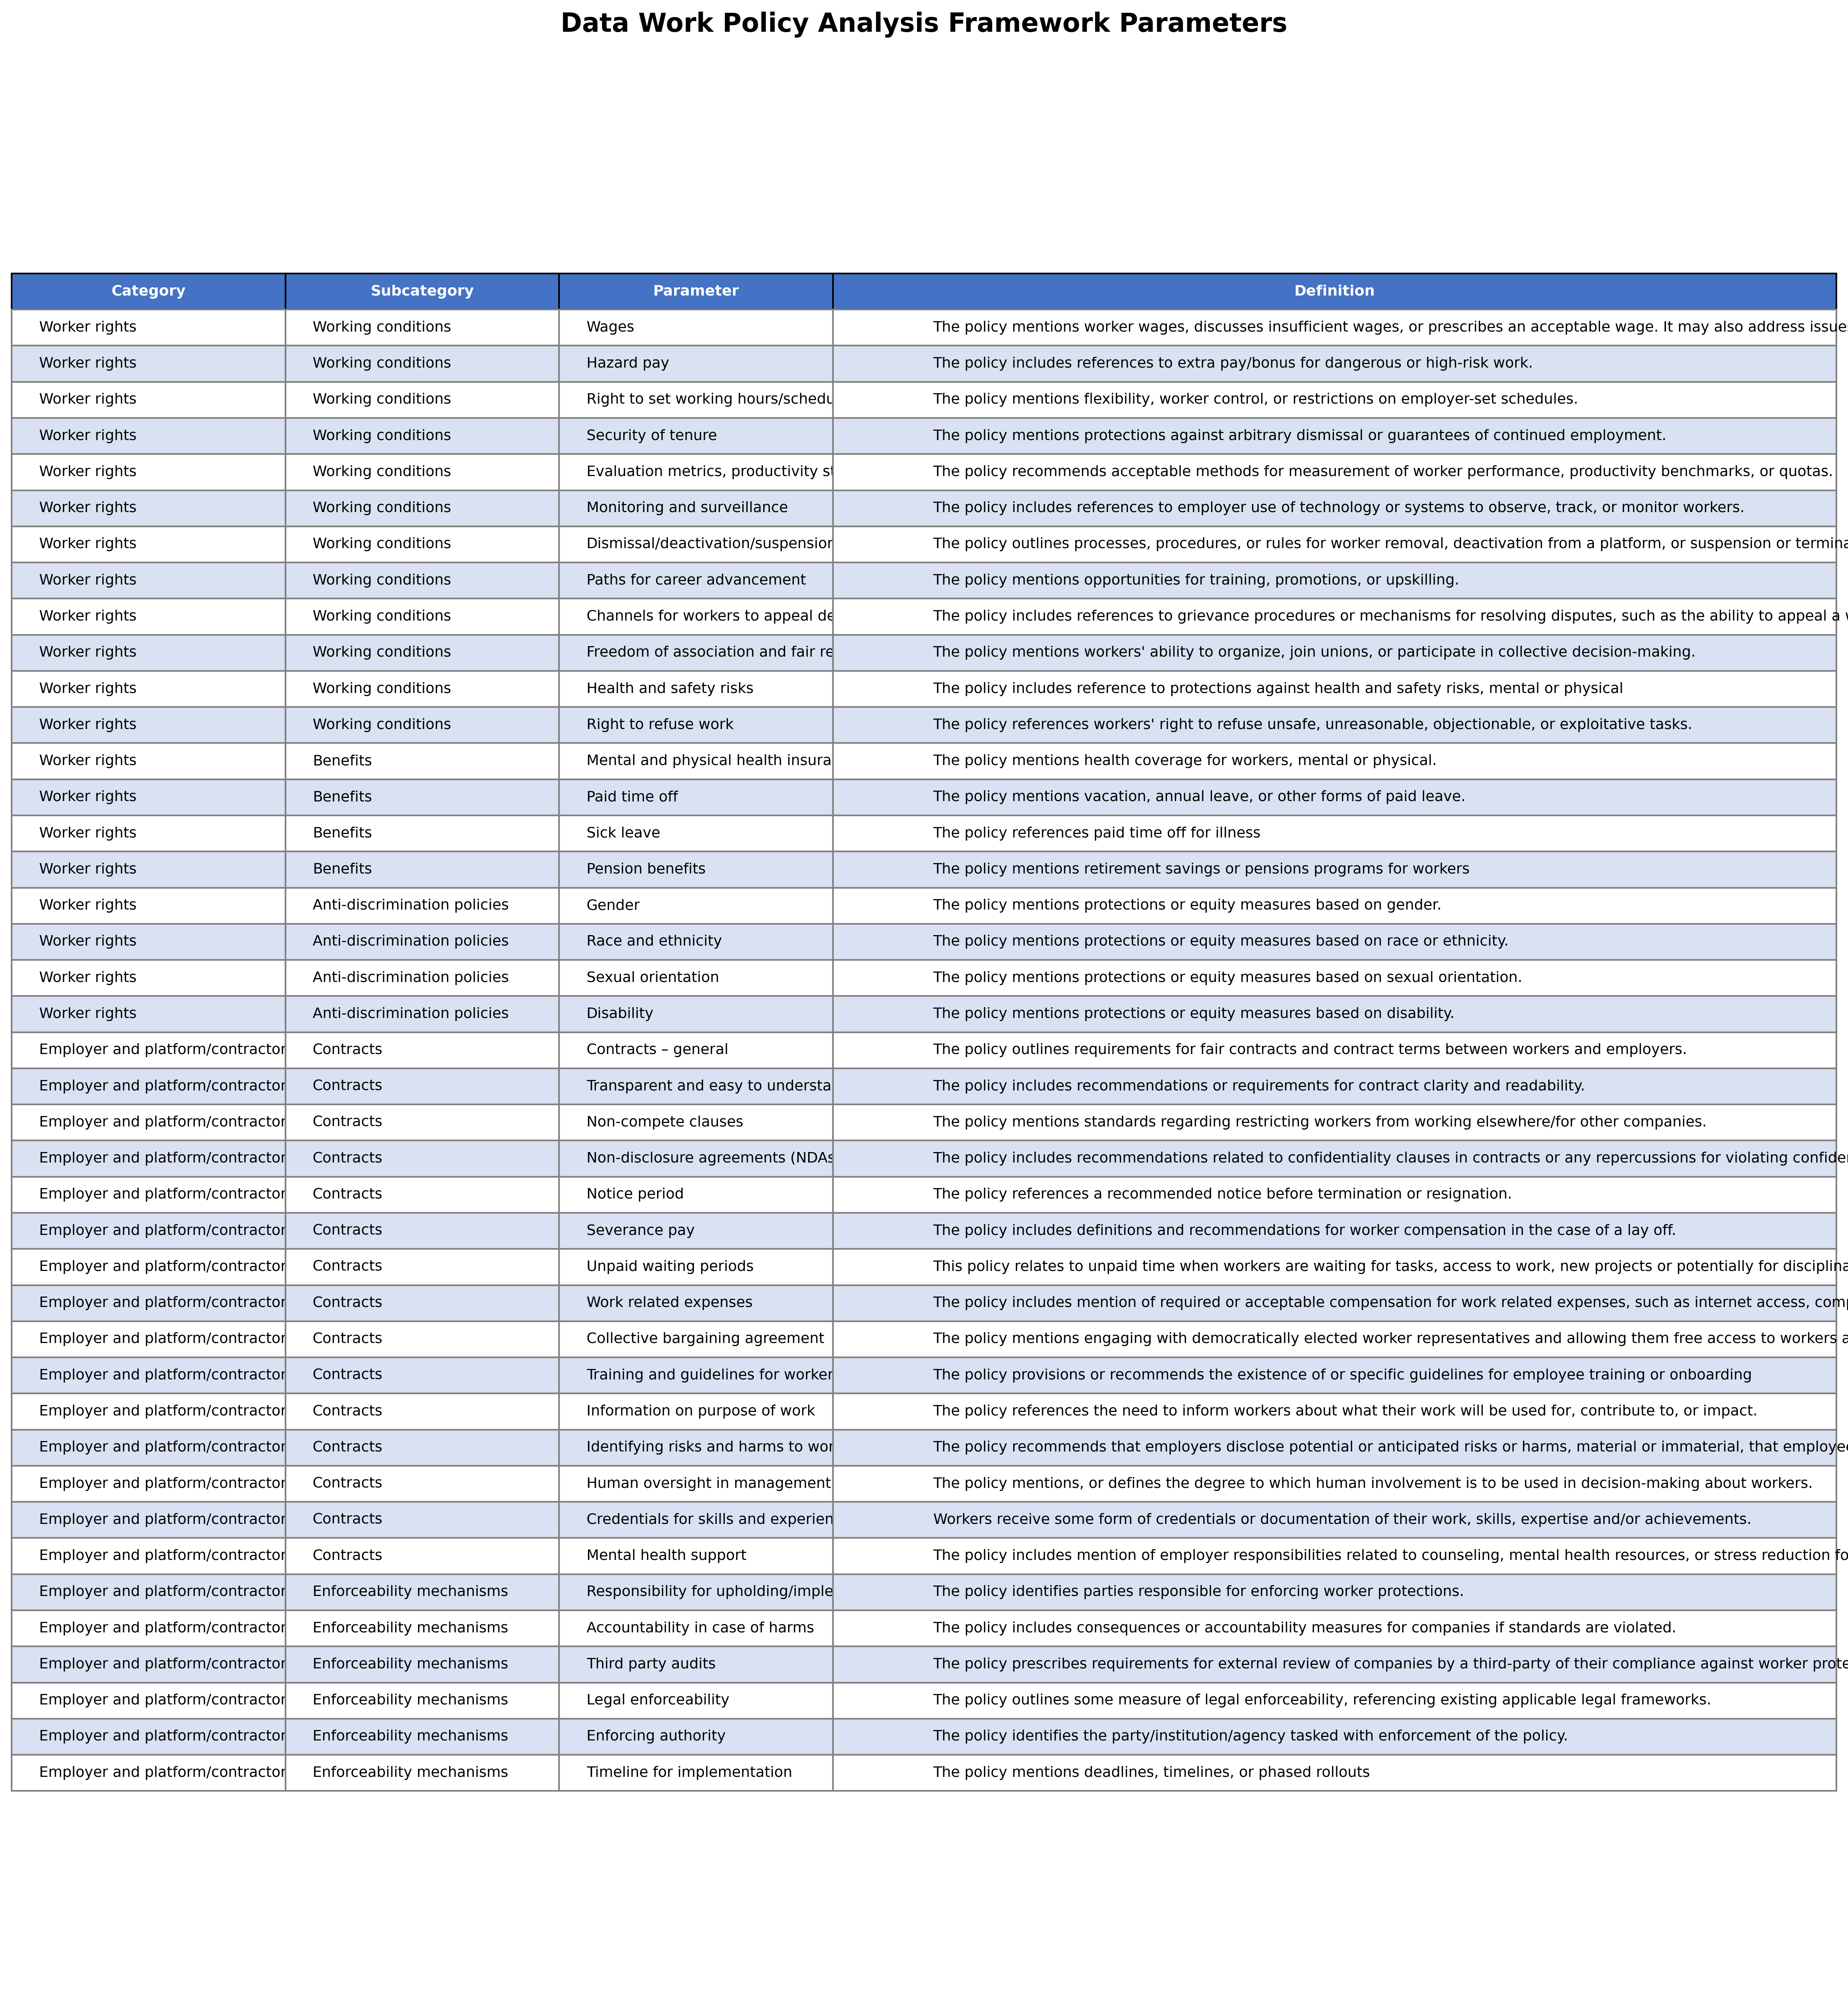 Data Work Policy Analysis Framework Parameters
Category Subcategory Parameter Definition
Worker rights Working conditions Wages The policy mentions worker wages, discusses insufficient wages, or prescribes an acceptable wage. It may also address issue
Worker rights Working conditions Hazard pay The policy includes references to extra pay/bonus for dangerous or high-risk work.
Worker rights Working conditions Right to set working hours/schedu The policy mentions flexibility, worker control, or restrictions on employer-set schedules.
Worker rights Working conditions Security of tenure The policy mentions protections against arbitrary dismissal or guarantees of continued employment.
Worker rights Working conditions Evaluation metrics, productivity st The policy recommends acceptable methods for measurement of worker performance, productivity benchmarks, or quotas.
Worker rights Working conditions Monitoring and surveillance The policy includes references to employer use of technology or systems to observe, track, or monitor workers.
Worker rights Working conditions Dismissal/deactivation/suspension The policy outlines processes, procedures, or rules for worker removal, deactivation from a platform, or suspension or termina
Worker rights Working conditions Paths for career advancement The policy mentions opportunities for training, promotions, or upskilling.
Worker rights Working conditions Channels for workers to appeal de The policy includes references to grievance procedures or mechanisms for resolving disputes, such as the ability to appeal a w
Worker rights Working conditions Freedom of association and fair re The policy mentions workers' ability to organize, join unions, or participate in collective decision-making.
Worker rights Working conditions Health and safety risks The policy includes reference to protections against health and safety risks, mental or physical
Worker rights Working conditions Right to refuse work The policy references workers' right to refuse unsafe, unreasonable, objectionable, or exploitative tasks.
Worker rights Benefits Mental and physical health insura The policy mentions health coverage for workers, mental or physical.
Worker rights Benefits Paid time off The policy mentions vacation, annual leave, or other forms of paid leave.
Worker rights Benefits Sick leave The policy references paid time off for illness
Worker rights Benefits Pension benefits The policy mentions retirement savings or pensions programs for workers
Worker rights Anti-discrimination policies Gender The policy mentions protections or equity measures based on gender.
Worker rights Anti-discrimination policies Race and ethnicity The policy mentions protections or equity measures based on race or ethnicity.
Worker rights Anti-discrimination policies Sexual orientation The policy mentions protections or equity measures based on sexual orientation.
Worker rights Anti-discrimination policies Disability The policy mentions protections or equity measures based on disability.
Employer and platform/contractor Contracts Contracts – general The policy outlines requirements for fair contracts and contract terms between workers and employers.
Employer and platform/contractor Contracts Transparent and easy to understa The policy includes recommendations or requirements for contract clarity and readability.
Employer and platform/contractor Contracts Non-compete clauses The policy mentions standards regarding restricting workers from working elsewhere/for other companies.
Employer and platform/contractor Contracts Non-disclosure agreements (NDAs The policy includes recommendations related to confidentiality clauses in contracts or any repercussions for violating confiden
Employer and platform/contractor Contracts Notice period The policy references a recommended notice before termination or resignation.
Employer and platform/contractor Contracts Severance pay The policy includes definitions and recommendations for worker compensation in the case of a lay off.
Employer and platform/contractor Contracts Unpaid waiting periods This policy relates to unpaid time when workers are waiting for tasks, access to work, new projects or potentially for disciplina
Employer and platform/contractor Contracts Work related expenses The policy includes mention of required or acceptable compensation for work related expenses, such as internet access, comp
Employer and platform/contractor Contracts Collective bargaining agreement The policy mentions engaging with democratically elected worker representatives and allowing them free access to workers a
Employer and platform/contractor Contracts Training and guidelines for worker The policy provisions or recommends the existence of or specific guidelines for employee training or onboarding
Employer and platform/contractor Contracts Information on purpose of work The policy references the need to inform workers about what their work will be used for, contribute to, or impact.
Employer and platform/contractor Contracts Identifying risks and harms to wor The policy recommends that employers disclose potential or anticipated risks or harms, material or immaterial, that employee
Employer and platform/contractor Contracts Human oversight in management The policy mentions, or defines the degree to which human involvement is to be used in decision-making about workers.
Employer and platform/contractor Contracts Credentials for skills and experien Workers receive some form of credentials or documentation of their work, skills, expertise and/or achievements.
Employer and platform/contractor Contracts Mental health support The policy includes mention of employer responsibilities related to counseling, mental health resources, or stress reduction fo
Employer and platform/contractor Enforceability mechanisms Responsibility for upholding/imple The policy identifies parties responsible for enforcing worker protections.
Employer and platform/contractor Enforceability mechanisms Accountability in case of harms The policy includes consequences or accountability measures for companies if standards are violated.
Employer and platform/contractor Enforceability mechanisms Third party audits The policy prescribes requirements for external review of companies by a third-party of their compliance against worker prote
Employer and platform/contractor Enforceability mechanisms Legal enforceability The policy outlines some measure of legal enforceability, referencing existing applicable legal frameworks.
Employer and platform/contractor Enforceability mechanisms Enforcing authority The policy identifies the party/institution/agency tasked with enforcement of the policy.
Employer and platform/contractor Enforceability mechanisms Timeline for implementation The policy mentions deadlines, timelines, or phased rollouts